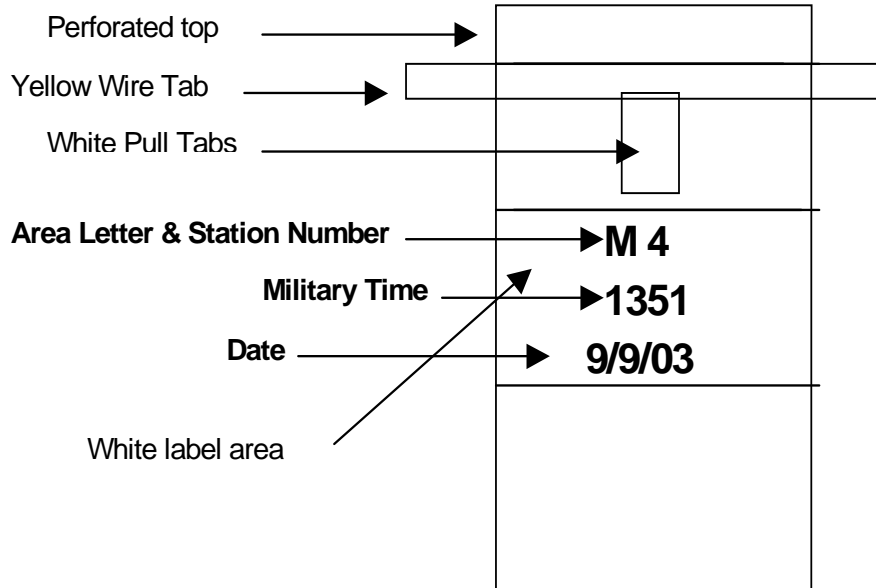 Perforated top
Yellow Wire Tab
White Pull Tabs
Area Letter & Station Number
M 4
Military Time
1351
Date
9/9/03
White label area